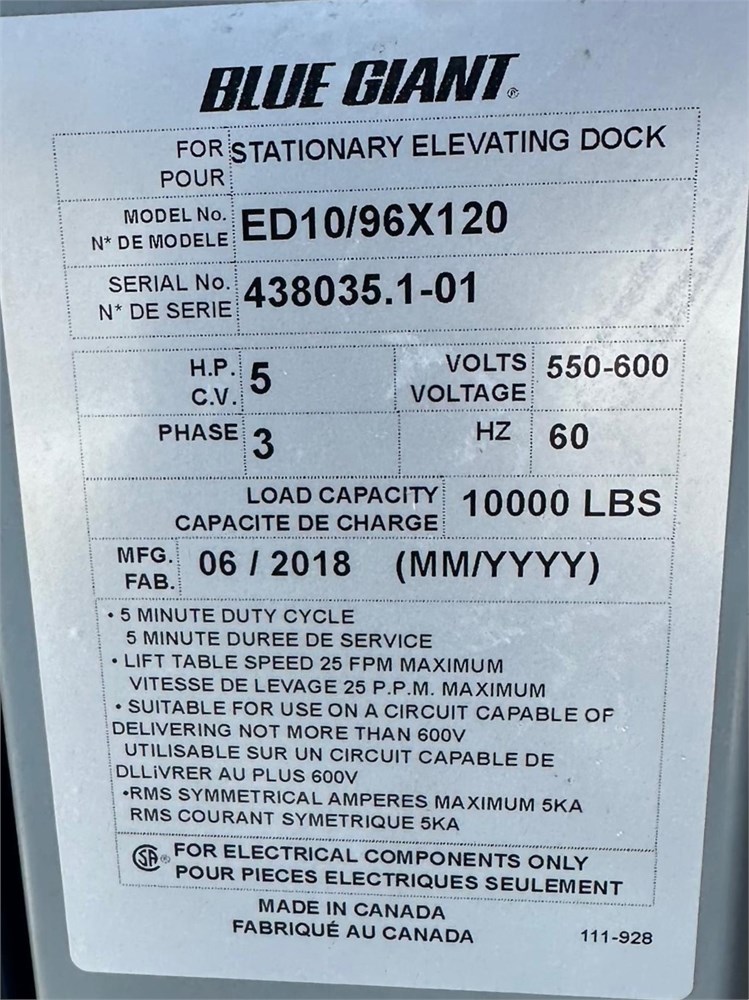 BLUE GIANT®
FOR STATIONARY ELEVATING DOCK
POUR
MODEL No. ED10/96X120
N* DE MODELE
SERIAL No. 438035.1-01
N* DE SERIE
H.P. 5 VOLTS 550-600
C.V. VOLTAGE
PHASE 3 HZ 60
LOAD CAPACITY 10000 LBS
CAPACITE DE CHARGE
MFG. 06 / 2018 (MM/YYYY)
FAB.
• 5 MINUTE DUTY CYCLE
5 MINUTE DUREE DE SERVICE
• LIFT TABLE SPEED 25 FPM MAXIMUM
VITESSE DE LEVAGE 25 P.P.M. MAXIMUM
• SUITABLE FOR USE ON A CIRCUIT CAPABLE OF
DELIVERING NOT MORE THAN 600V
UTILISABLE SUR UN CIRCUIT CAPABLE DE
DLLiVRER AU PLUS 600V
•RMS SYMMETRICAL AMPERES MAXIMUM 5KA
RMS COURANT SYMETRIQUE 5KA
SA® FOR ELECTRICAL COMPONENTS ONLY
POUR PIECES ELECTRIQUES SEULEMENT
MADE IN CANADA
FABRIQUÉ AU CANADA 111-928